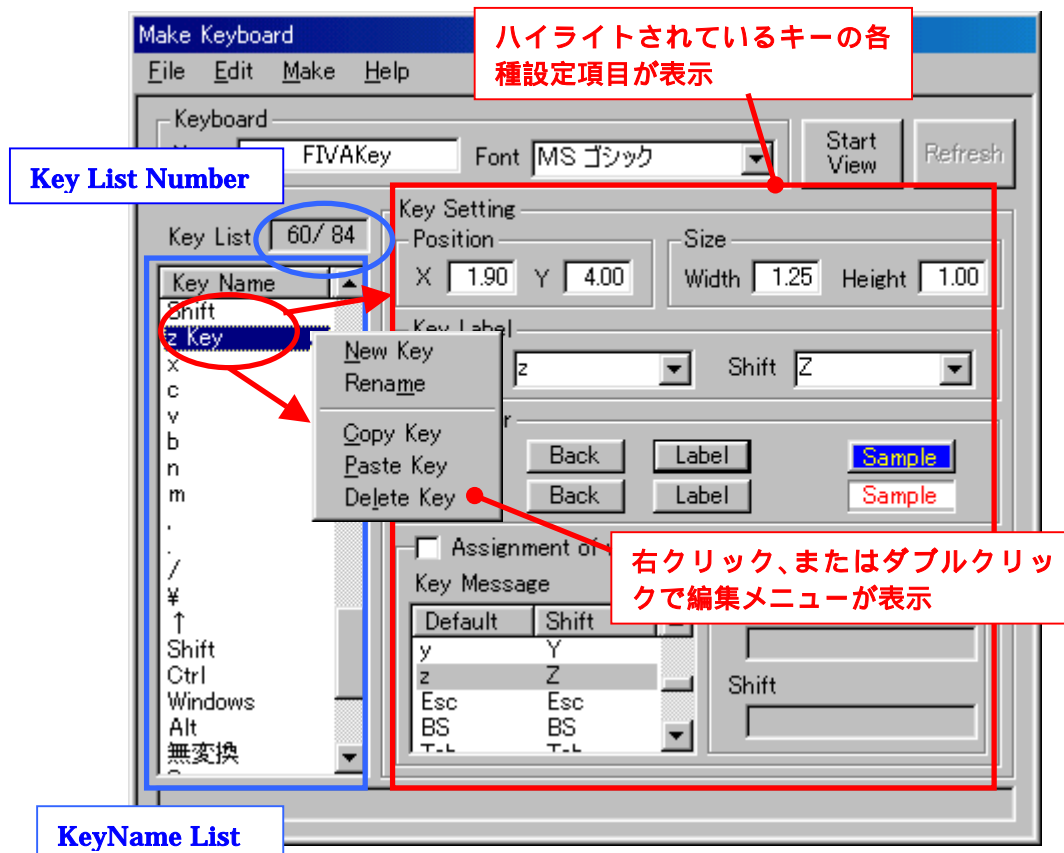 Make Keyboard
ハイライトされているキーの各
種設定項目が表示
File Edit Make Help
Keyboard
FIVAKey Font MS ゴシック Start View Refresh
Key List Number
Key List 60/ 84
Key Setting
Position Size
X 1.90 Y 4.00 Width 1.25 Height 1.00
Key Name
Shift
z Key
x
c
v
b
n
m
,
.
/
¥
↑
Shift
Ctrl
Windows
Alt
無変換
Key Label
z Shift Z
New Key
Rename
Copy Key
Paste Key
Delete Key
Back Label Sample
Back Label Sample
Assignment of
右クリック、またはダブルクリッ
クで編集メニューが表示
Key Message
Default Shift
y Y
z Z
Esc Esc
BS BS
Tab Tab
Shift
KeyName List